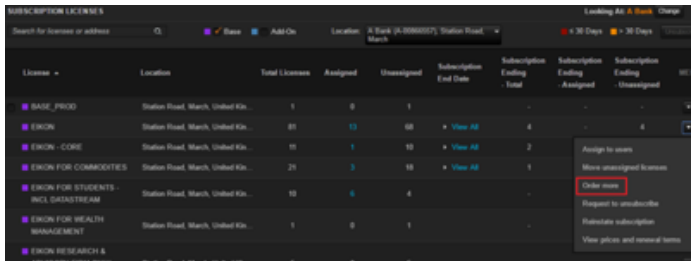 SUBSCRIPTION LICENSES
Looking At: A Bank Change
Search for licenses or address
Base Add-On
Location: A Bank (A-00866557), Station Road, March
< 30 Days > 30 Days
License Location Total Licenses Assigned Unassigned Subscription End Date Subscription Ending - Total Subscription Ending - Assigned Subscription Ending - Unassigned
BASE_PROD Station Road, March, United Kin... 1 0 1 - - -
EIKON Station Road, March, United Kin... 81 13 68 View All 4 - 4
EIKON - CORE Station Road, March, United Kin... 11 1 10 View All 2
EIKON FOR COMMODITIES Station Road, March, United Kin... 21 3 18 View All 1
EIKON FOR STUDENTS - INCL DATASTREAM Station Road, March, United Kin... 10 6 4 -
EIKON FOR WEALTH MANAGEMENT Station Road, March, United Kin... 1 0 1 -
EIKON RESEARCH &
Assign to users
Move unassigned licenses
Order more
Request to unsubscribe
Reinstate subscription
View prices and renewal terms